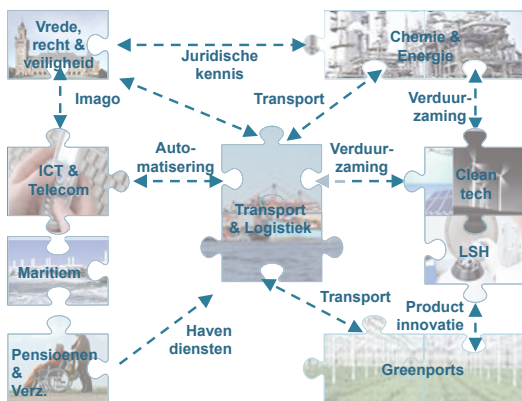 Vrede,
recht &
veiligheid
Juridische
kennis
Chemie &
Energie
Imago
Transport
Verduur-
zaming
ICT &
Telecom
Auto-
matisering
Verduur-
zaming
Clean
tech
Transport
& Logistiek
LSH
Maritiem
Transport
Product
innovatie
Haven
diensten
Pensioenen
&
Verz.
Greenports